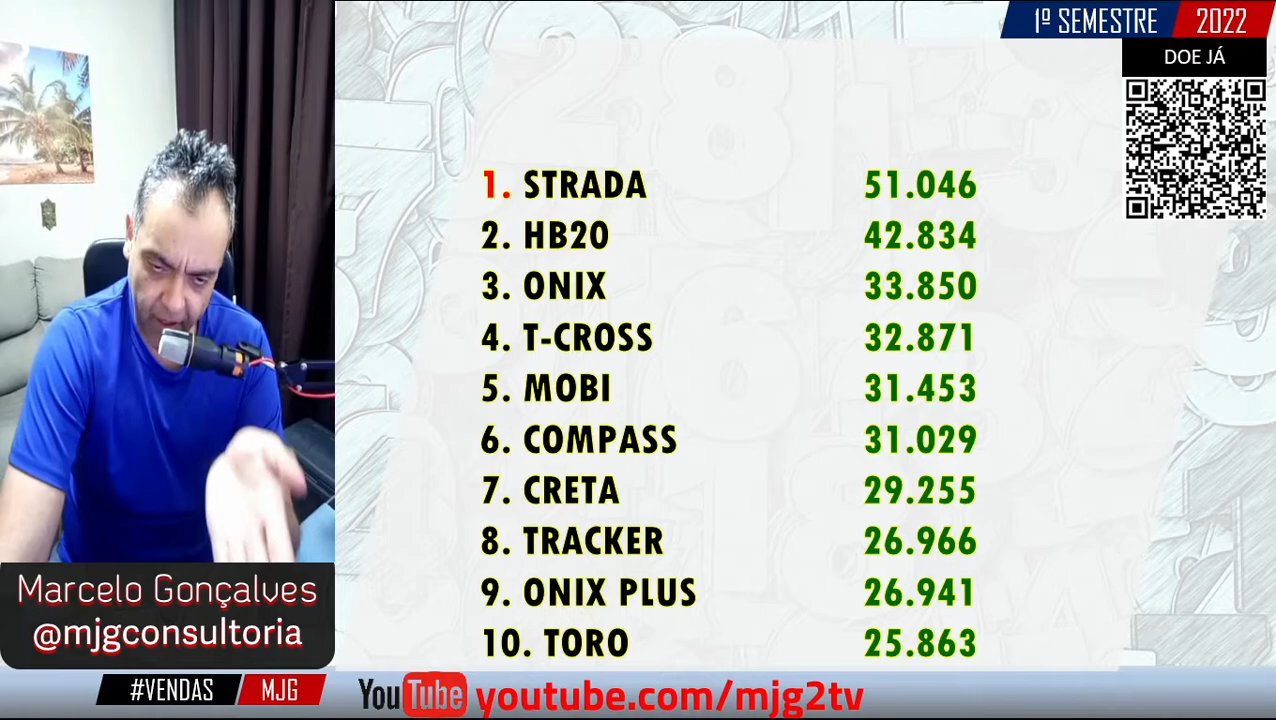 1º SEMESTRE 2022
DOE JÁ
1. STRADA 51.046
2. HB20 42.834
3. ONIX 33.850
4. T-CROSS 32.871
5. MOBI 31.453
6. COMPASS 31.029
7. CRETA 29.255
8. TRACKER 26.966
9. ONIX PLUS 26.941
10. TORO 25.863
Marcelo Gonçalves
@mjgconsultoria
#VENDAS MJG
YouTube youtube.com/mjg2tv